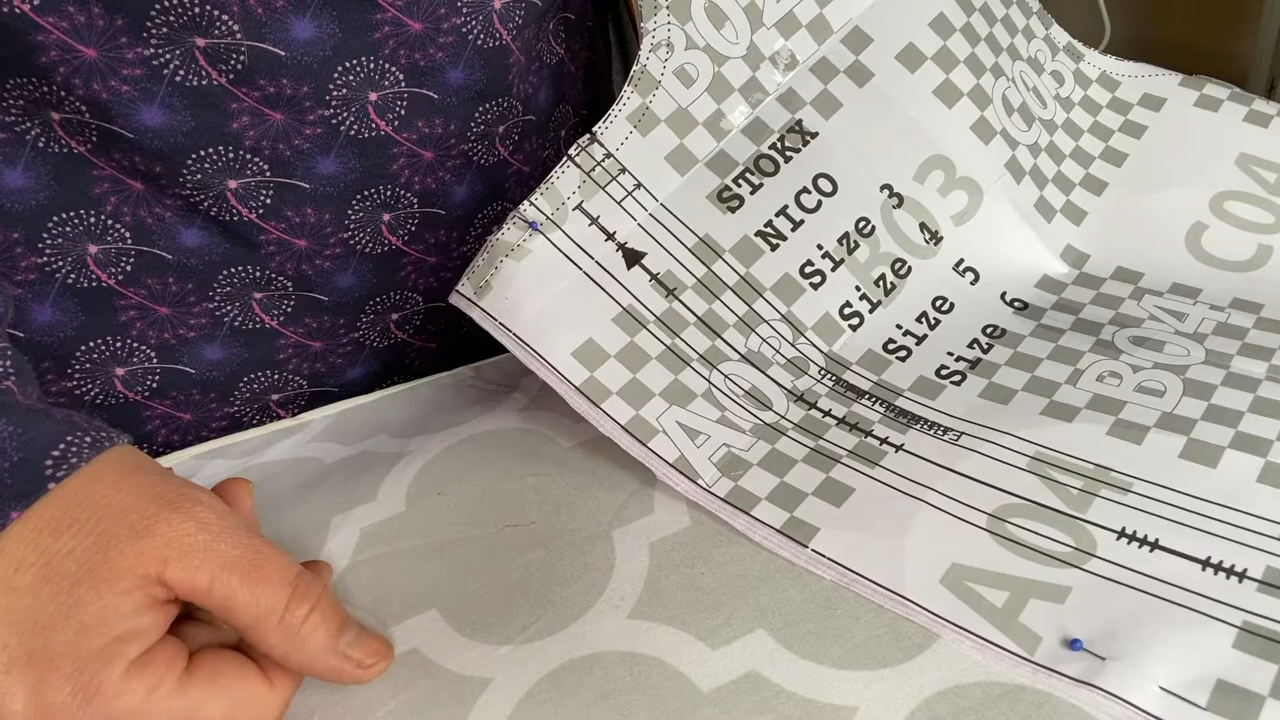 B02
C03
STOKX
NICO
B03
Size 3
Size 4
Size 5
Size 6
C04
A03
B04
A04